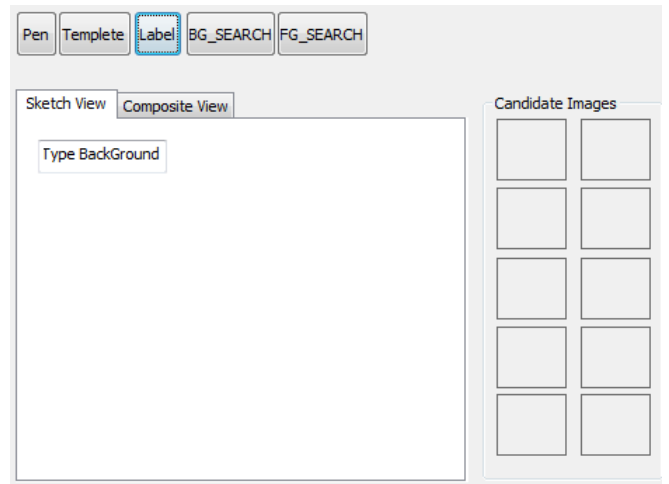 Pen Templete Label BG_SEARCH FG_SEARCH
Sketch View Composite View Candidate Images
Type BackGround